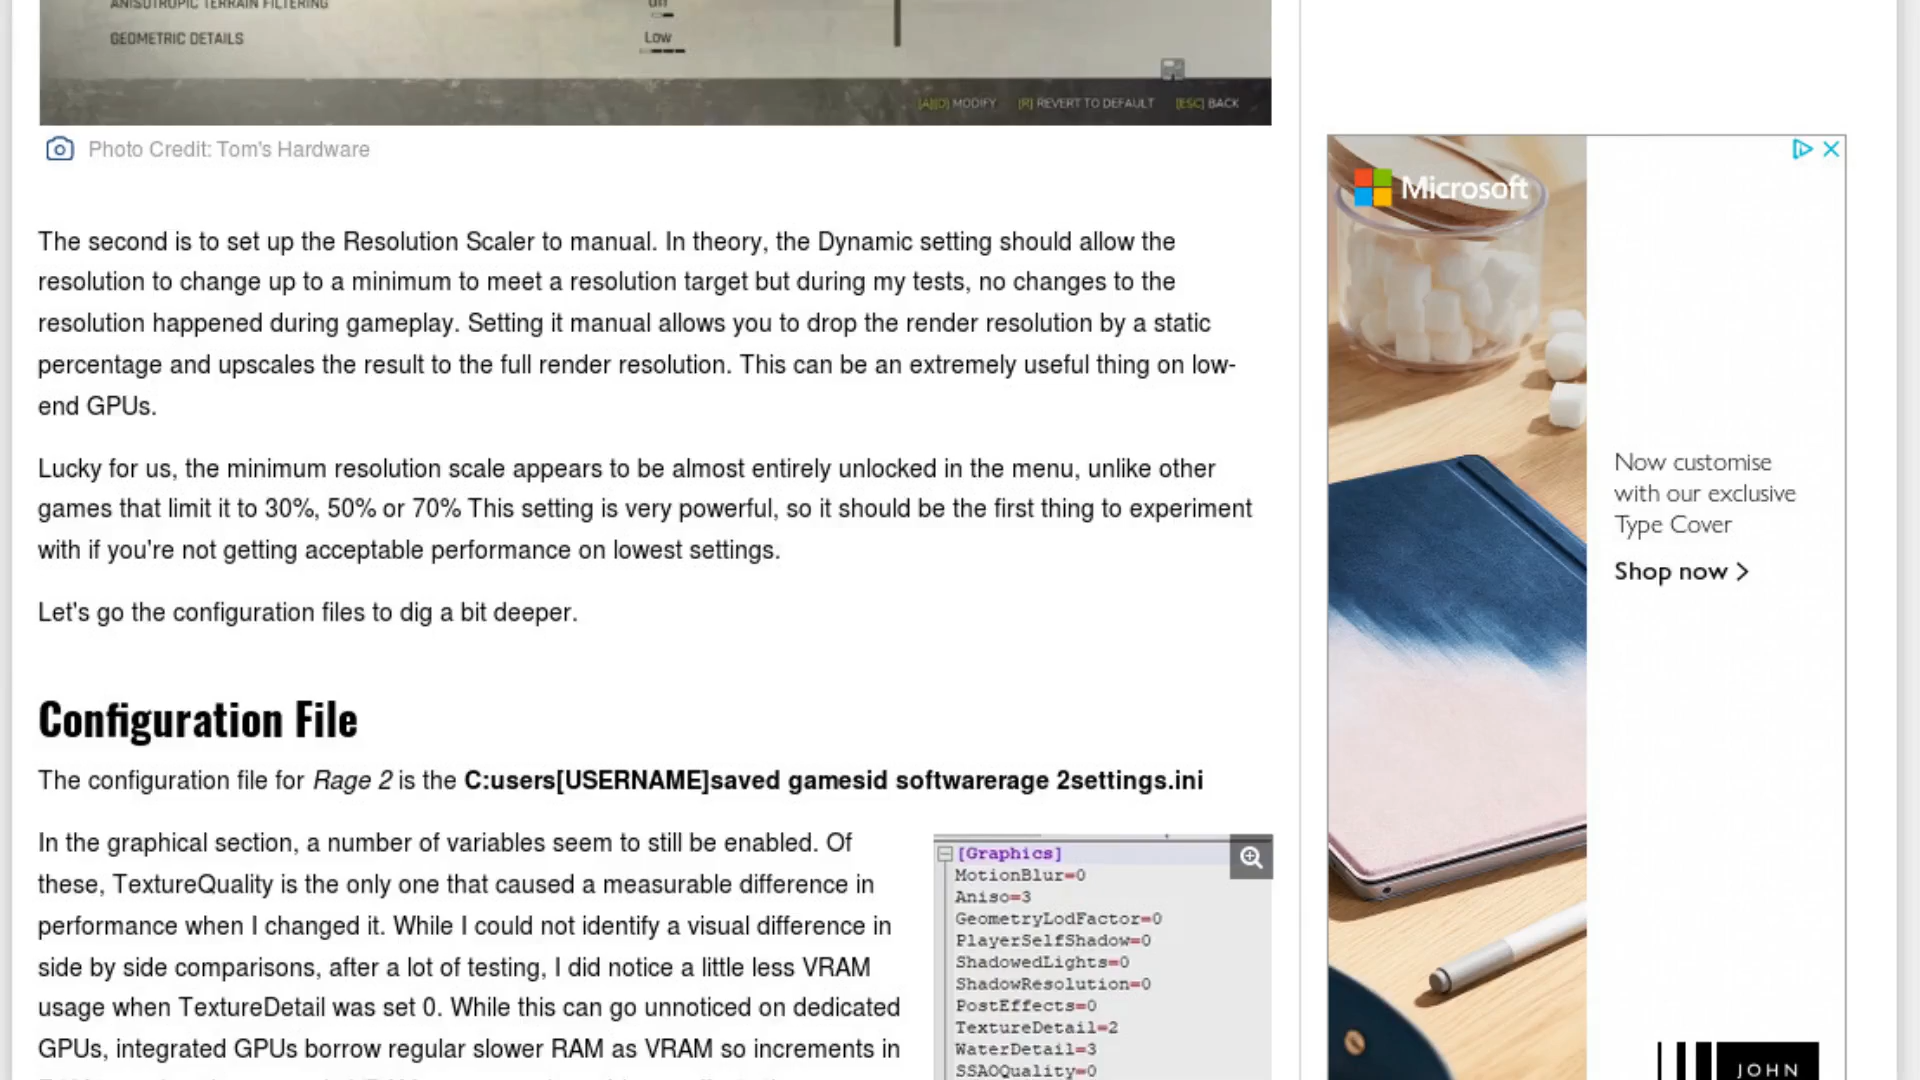 ANISOTROPIC TERRAIN FILTERING
On
GEOMETRIC DETAILS
Low
[A][D] MODIFY [R] REVERT TO DEFAULT [ESC] BACK
Photo Credit: Tom's Hardware
The second is to set up the Resolution Scaler to manual. In theory, the Dynamic setting should allow the
resolution to change up to a minimum to meet a resolution target but during my tests, no changes to the
resolution happened during gameplay. Setting it manual allows you to drop the render resolution by a static
percentage and upscales the result to the full render resolution. This can be an extremely useful thing on low-
end GPUs.
Lucky for us, the minimum resolution scale appears to be almost entirely unlocked in the menu, unlike other
games that limit it to 30%, 50% or 70% This setting is very powerful, so it should be the first thing to experiment
with if you're not getting acceptable performance on lowest settings.
Let's go the configuration files to dig a bit deeper.
Configuration File
The configuration file for Rage 2 is the C:users[USERNAME]saved gamesid softwarerage 2settings.ini
In the graphical section, a number of variables seem to still be enabled. Of
these, TextureQuality is the only one that caused a measurable difference in
performance when I changed it. While I could not identify a visual difference in
side by side comparisons, after a lot of testing, I did notice a little less VRAM
usage when TextureDetail was set 0. While this can go unnoticed on dedicated
GPUs, integrated GPUs borrow regular slower RAM as VRAM so increments in
[Graphics]
MotionBlur=0
Aniso=3
GeometryLodFactor=0
PlayerSelfShadow=0
ShadowedLights=0
ShadowResolution=0
PostEffects=0
TextureDetail=2
WaterDetail=3
SSAOQuality=0
Microsoft
Now customise
with our exclusive
Type Cover
Shop now >
JOHN